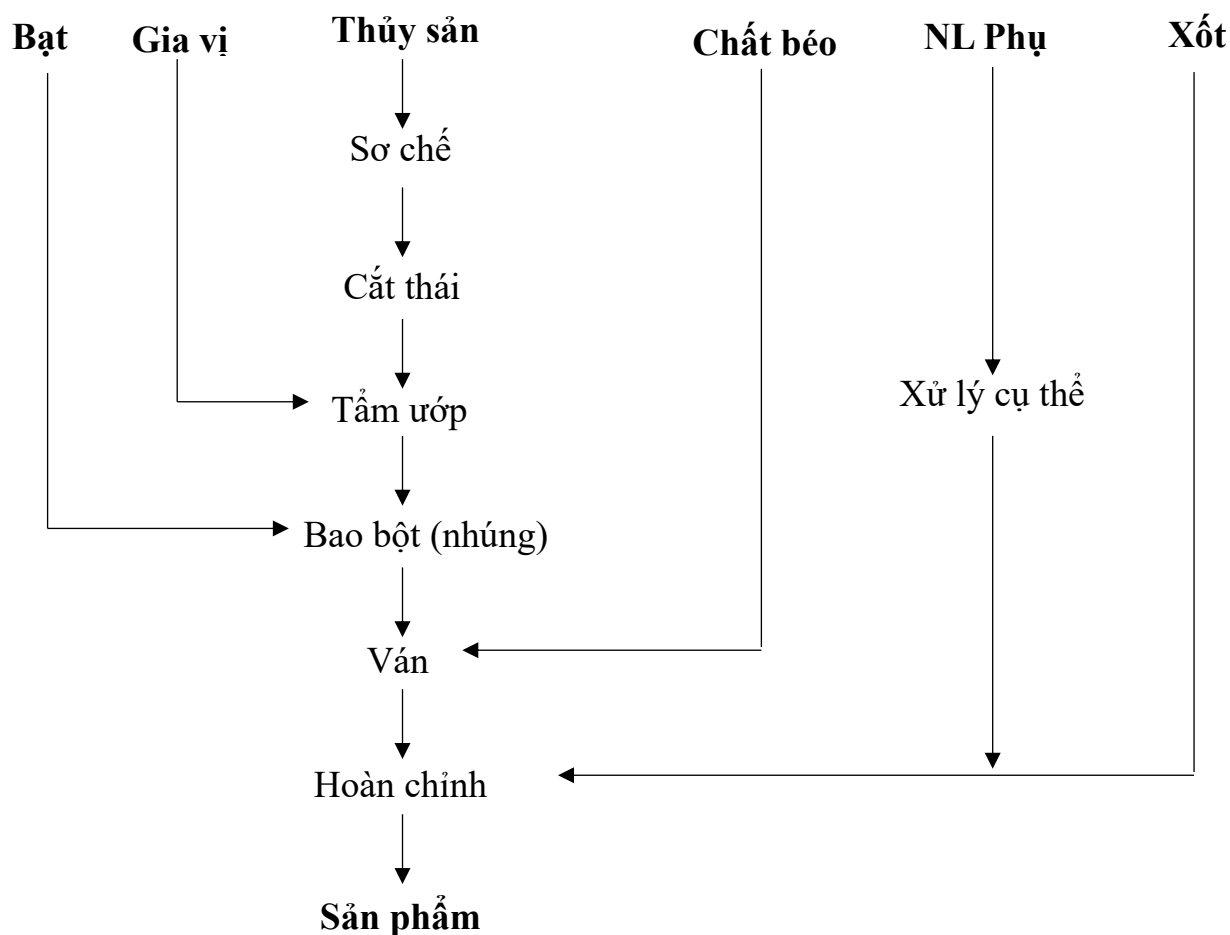 Bạt Gia vị Thủy sản Chất béo NL Phụ Xốt
Sơ chế
Cắt thái
Tẩm ướp Xử lý cụ thể
Bao bột (nhúng)
Ván
Hoàn chỉnh
Sản phẩm